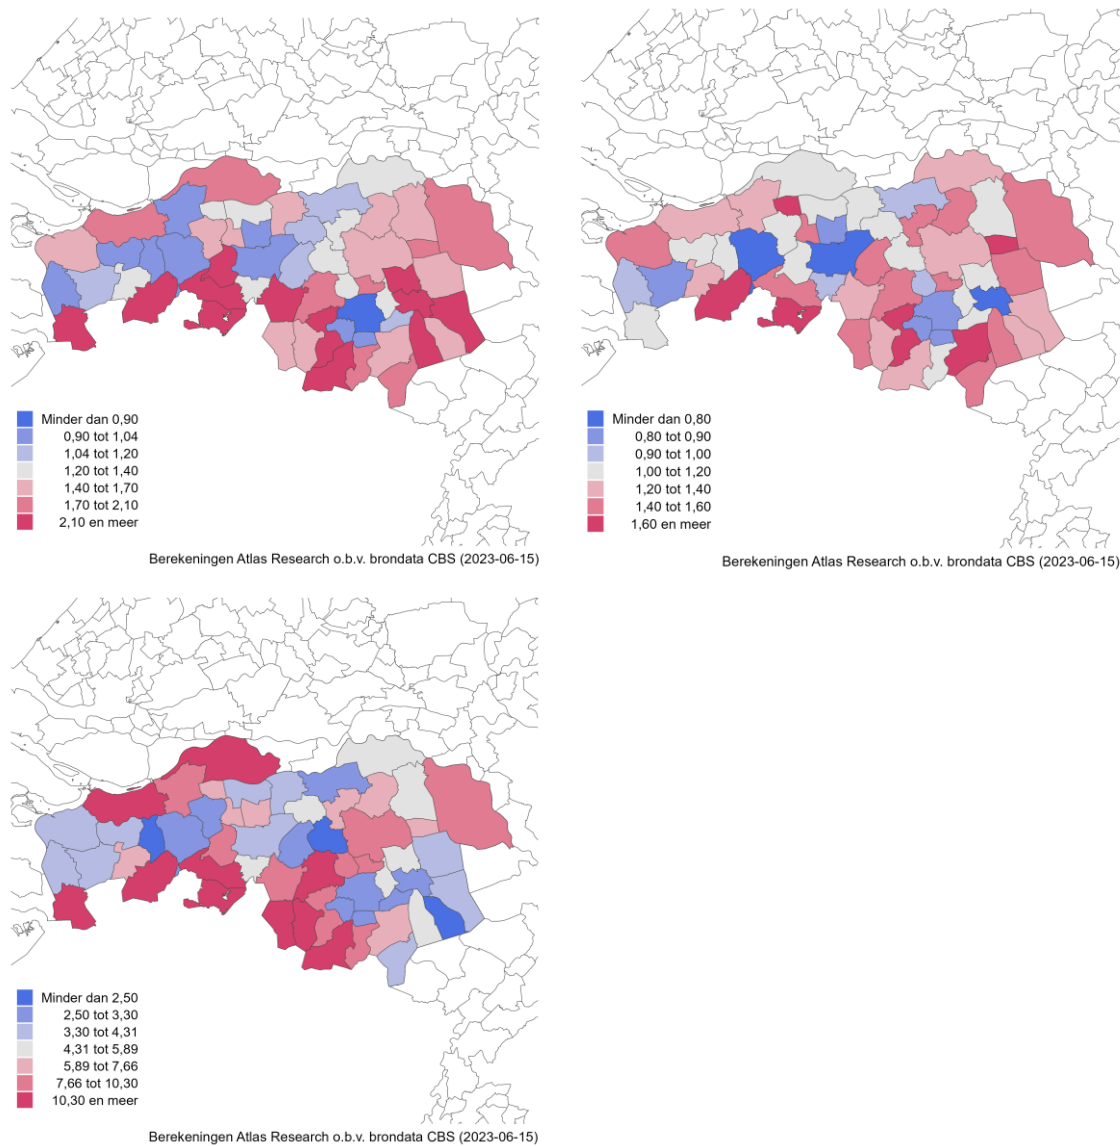 Minder dan 0,90
0,90 tot 1,04
1,04 tot 1,20
1,20 tot 1,40
1,40 tot 1,70
1,70 tot 2,10
2,10 en meer
Berekeningen Atlas Research o.b.v. brondata CBS (2023-06-15)
Minder dan 0,80
0,80 tot 0,90
0,90 tot 1,00
1,00 tot 1,20
1,20 tot 1,40
1,40 tot 1,60
1,60 en meer
Berekeningen Atlas Research o.b.v. brondata CBS (2023-06-15)
Minder dan 2,50
2,50 tot 3,30
3,30 tot 4,31
4,31 tot 5,89
5,89 tot 7,66
7,66 tot 10,30
10,30 en meer
Berekeningen Atlas Research o.b.v. brondata CBS (2023-06-15)